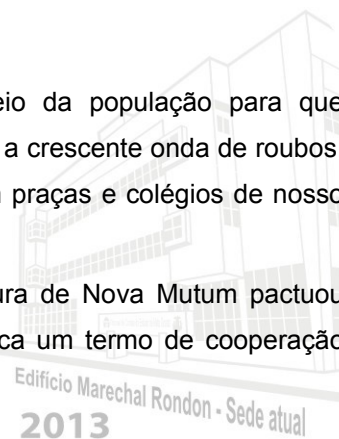 eio da população para que
a crescente onda de roubos
praças e colégios de nosso
ura de Nova Mutum pactuou
ca um termo de cooperação
Edifício Marechal Rondon - Sede atual
2013